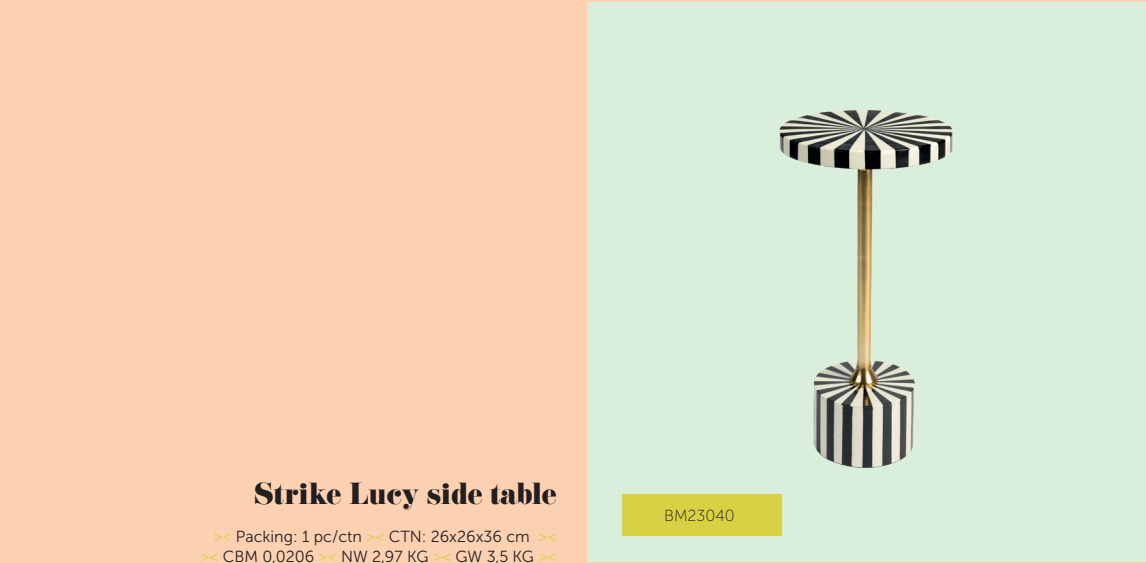 Strike Lucy side table
>< Packing: 1 pc/ctn >< CTN: 26x26x36 cm ><
>< CBM 0,0206 >< NW 2,97 KG >< GW 3,5 KG ><
BM23040